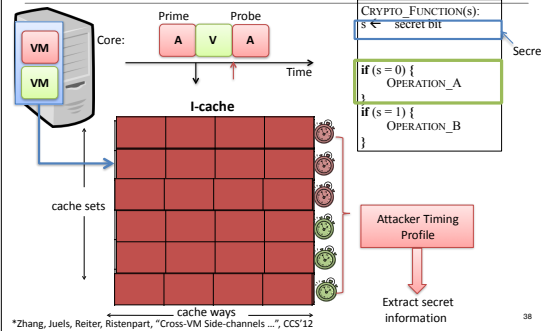 Prime
Probe
Core:
A
V
A
Time
VM
VM
CRYPTO_FUNCTION(s):
s ← secret bit
if (s = 0) {
OPERATION_A
}
if (s = 1) {
OPERATION_B
}
Secre
I-cache
cache sets
cache ways
Attacker Timing
Profile
Extract secret
information
*Zhang, Juels, Reiter, Ristenpart, “Cross-VM Side-channels …”, CCS’12
38